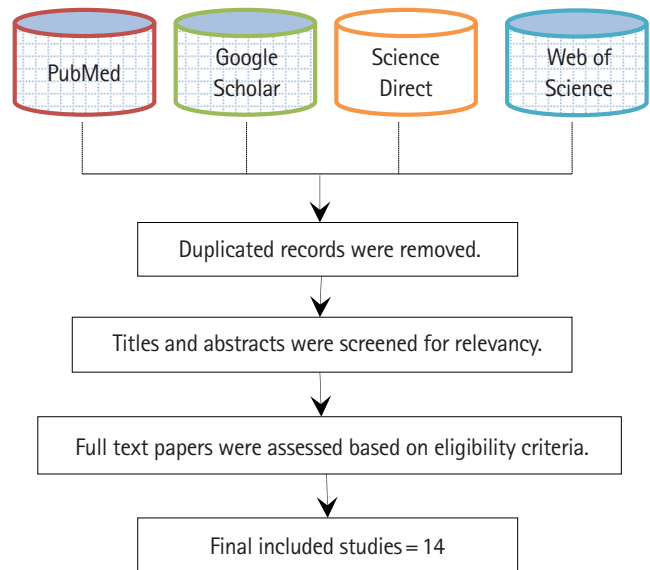 PubMed
Google
Scholar
Science
Direct
Web of
Science
Duplicated records were removed.
Titles and abstracts were screened for relevancy.
Full text papers were assessed based on eligibility criteria.
Final included studies = 14